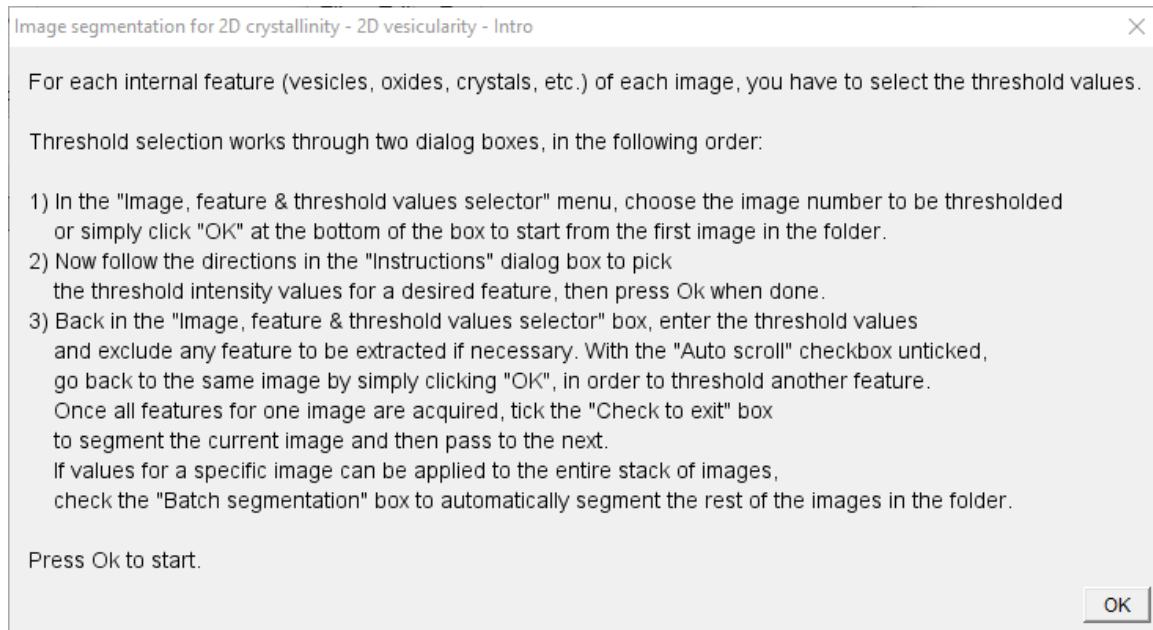 Image segmentation for 2D crystallinity - 2D vesicularity - Intro
For each internal feature (vesicles, oxides, crystals, etc.) of each image, you have to select the threshold values.
Threshold selection works through two dialog boxes, in the following order:
1) In the "Image, feature & threshold values selector" menu, choose the image number to be thresholded
or simply click "OK" at the bottom of the box to start from the first image in the folder.
2) Now follow the directions in the "Instructions" dialog box to pick
the threshold intensity values for a desired feature, then press Ok when done.
3) Back in the "Image, feature & threshold values selector" box, enter the threshold values
and exclude any feature to be extracted if necessary. With the "Auto scroll" checkbox unticked,
go back to the same image by simply clicking "OK", in order to threshold another feature.
Once all features for one image are acquired, tick the "Check to exit" box
to segment the current image and then pass to the next.
If values for a specific image can be applied to the entire stack of images,
check the "Batch segmentation" box to automatically segment the rest of the images in the folder.
Press Ok to start.
OK